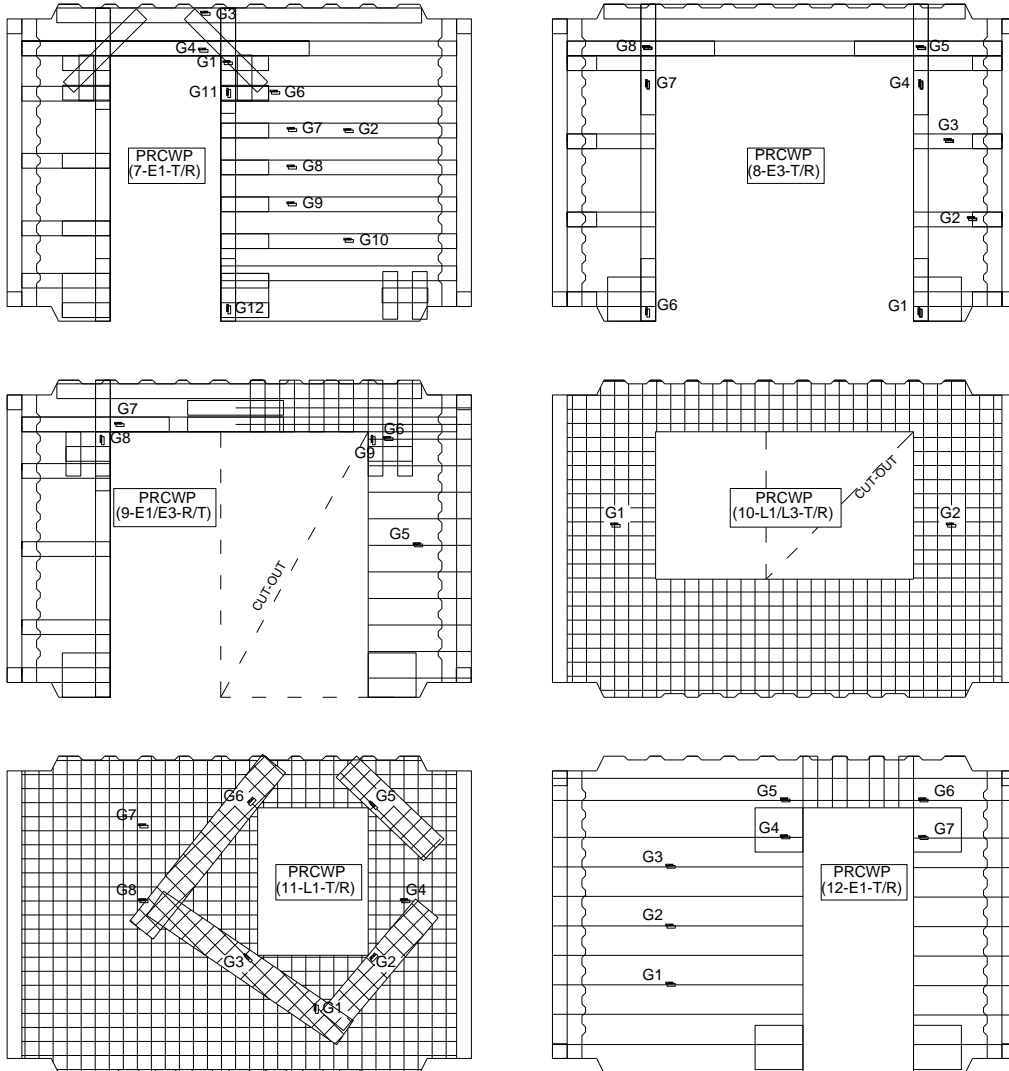 G3
G4
G1
G11
G6
G7
G2
PRCWP
(7-E1-T/R)
G8
G9
G10
G12
G8
G5
G7
G4
G3
PRCWP
(8-E3-T/R)
G2
G6
G1
G7
G8
G6
G9
PRCWP
(9-E1/E3-R/T)
G5
CUT-OUT
CUT-OUT
PRCWP
(10-L1/L3-T/R)
G1
G2
G6
G5
G7
PRCWP
(11-L1-T/R)
G8
G4
G3
G2
G1
G5
G6
G4
G7
G3
PRCWP
(12-E1-T/R)
G2
G1